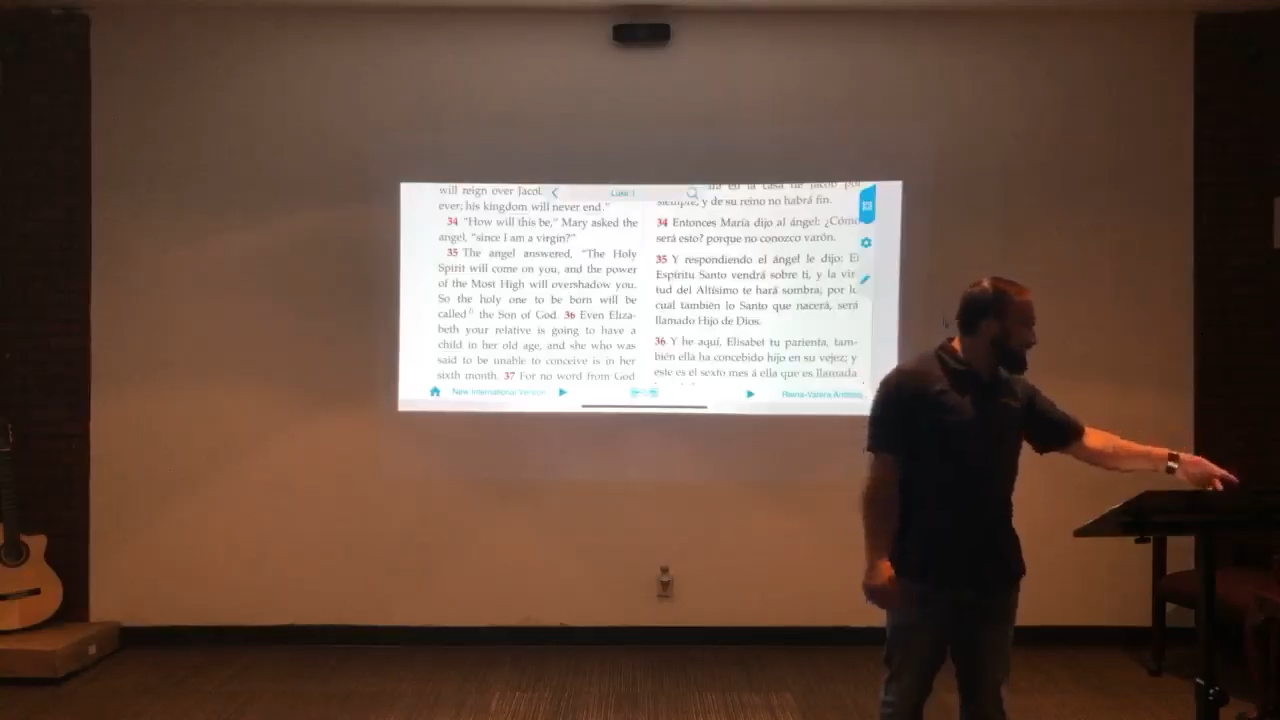 Luke 1
will reign over Jacob
ever; his kingdom will never end."
34 "How will this be," Mary asked the
angel, "since I am a virgin?"
35 The angel answered, "The Holy
Spirit will come on you, and the power
of the Most High will overshadow you.
So the holy one to be born will be
called the Son of God. 36 Even Eliza-
beth your relative is going to have a
child in her old age, and she who was
said to be unable to conceive is in her
sixth month. 37 For no word from God
en la casa de Jacob por
siempre, y de su reino no habrá fin.
34 Entonces María dijo al ángel: ¿Cómo
será esto? porque no conozco varón.
35 Y respondiendo el ángel le dijo: El
Espíritu Santo vendrá sobre ti, y la vir
tud del Altísimo te hará sombra; por lo
cual también lo Santo que nacerá, será
llamado Hijo de Dios.
36 Y he aquí, Elisabet tu parienta, tam-
bién ella ha concebido hijo en su vejez; y
este es el sexto mes á ella que es llamada
New International Version
Reina-Valera Antigua